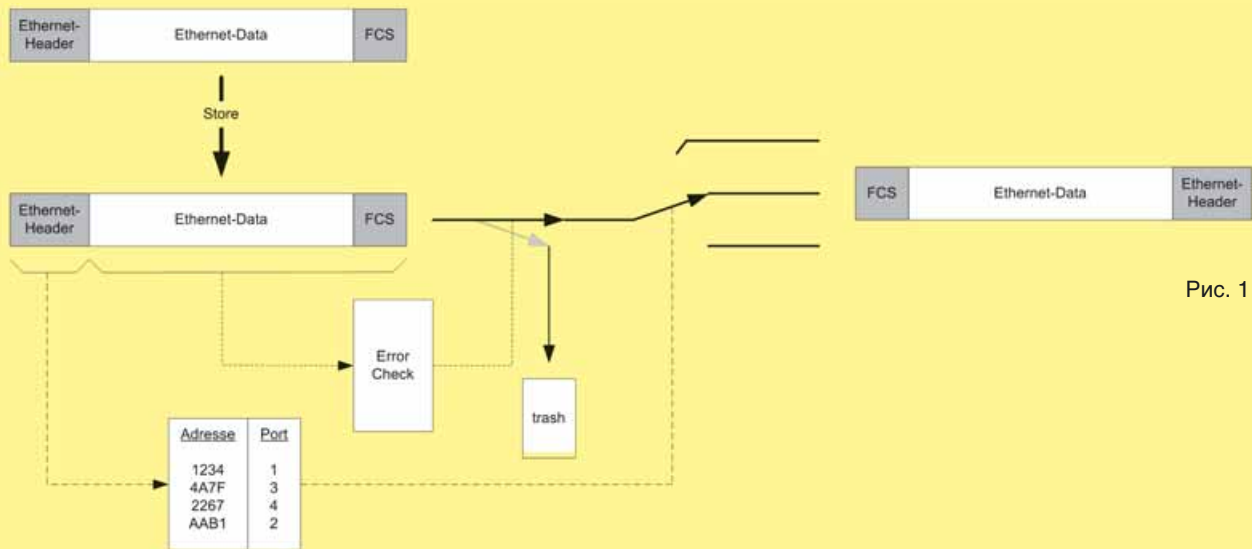 Ethernet-
Header
Ethernet-Data
FCS
Store
Ethernet-
Header
Ethernet-Data
FCS
FCS
Ethernet-Data
Ethernet-
Header
Рис. 1
Error
Check
trash
Adresse Port
1234 1
4A7F 3
2267 4
AAB1 2